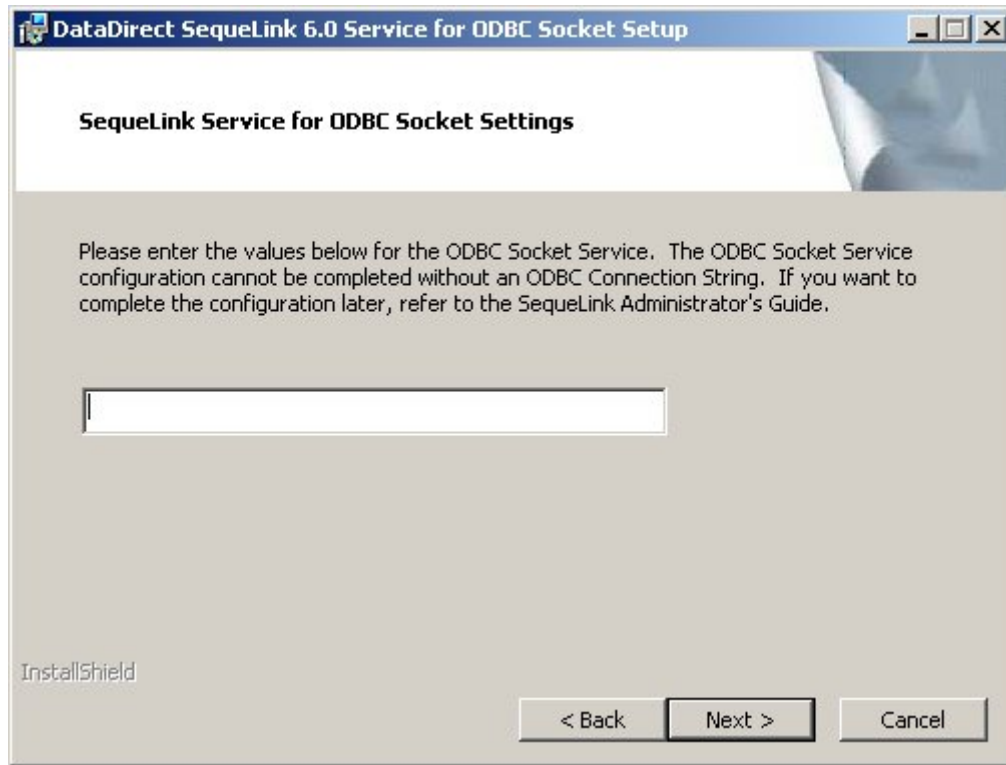 DataDirect SequeLink 6.0 Service for ODBC Socket Setup
SequeLink Service for ODBC Socket Settings
Please enter the values below for the ODBC Socket Service. The ODBC Socket Service
configuration cannot be completed without an ODBC Connection String. If you want to
complete the configuration later, refer to the SequeLink Administrator's Guide.
InstallShield
< Back
Next >
Cancel